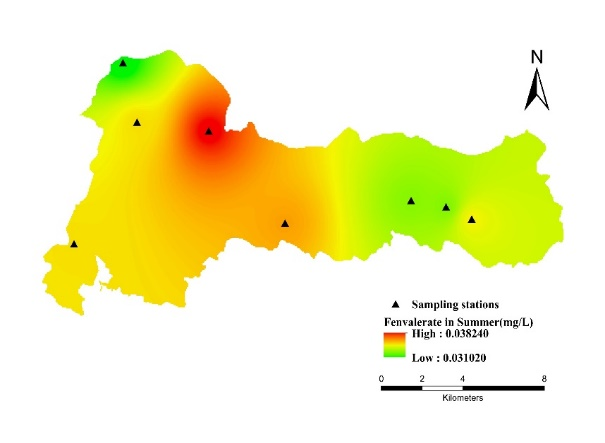 N
Sampling stations
Fenvalerate in Summer(mg/L)
High : 0.038240
Low : 0.031020
0 2 4 8
Kilometers